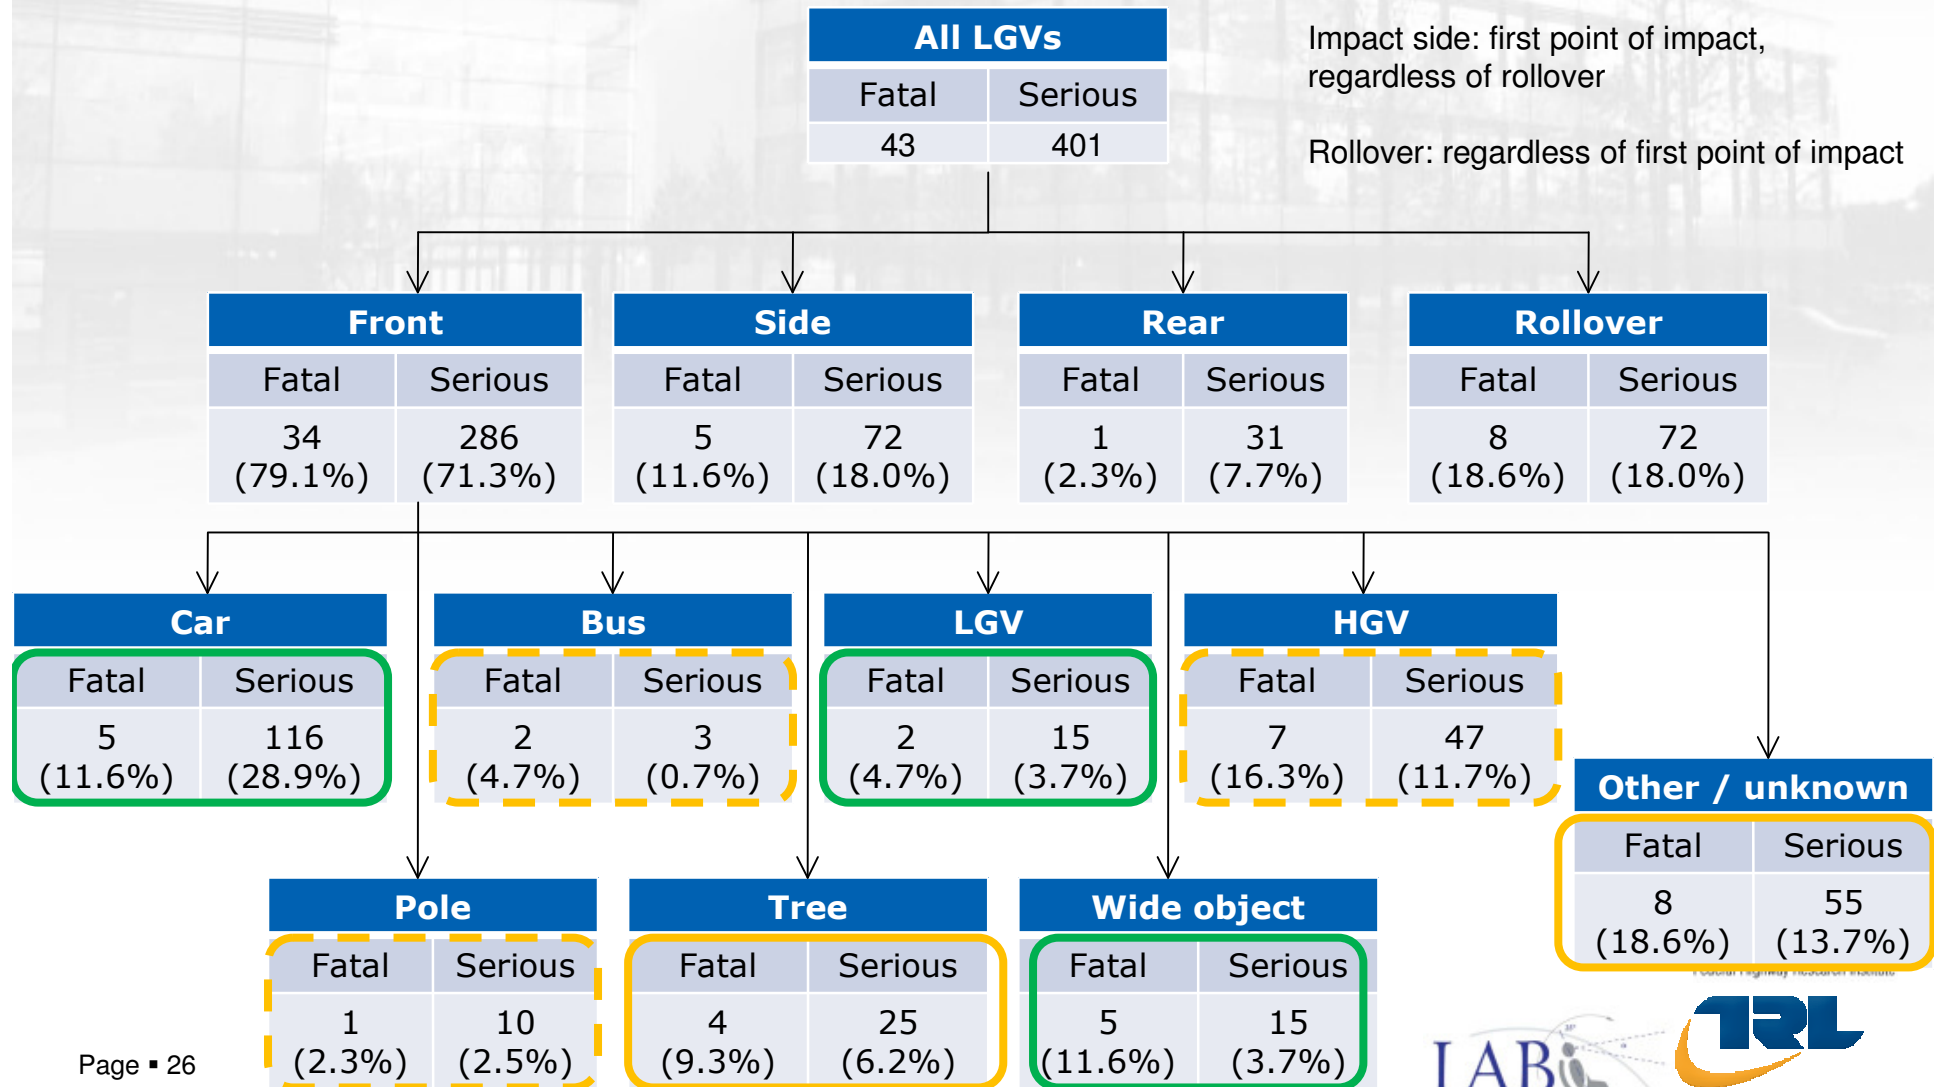 All LGVs
Fatal Serious
43 401
Impact side: first point of impact,
regardless of rollover
Rollover: regardless of first point of impact
Front
Fatal Serious
34 286
(79.1%) (71.3%)
Side
Fatal Serious
5 72
(11.6%) (18.0%)
Rear
Fatal Serious
1 31
(2.3%) (7.7%)
Rollover
Fatal Serious
8 72
(18.6%) (18.0%)
Car
Fatal Serious
5 116
(11.6%) (28.9%)
Bus
Fatal Serious
2 3
(4.7%) (0.7%)
LGV
Fatal Serious
2 15
(4.7%) (3.7%)
HGV
Fatal Serious
7 47
(16.3%) (11.7%)
Other / unknown
Fatal Serious
8 55
(18.6%) (13.7%)
Pole
Fatal Serious
1 10
(2.3%) (2.5%)
Tree
Fatal Serious
4 25
(9.3%) (6.2%)
Wide object
Fatal Serious
5 15
(11.6%) (3.7%)
Federal Highway Research Institute
LAB
TRL
Page ▪ 26